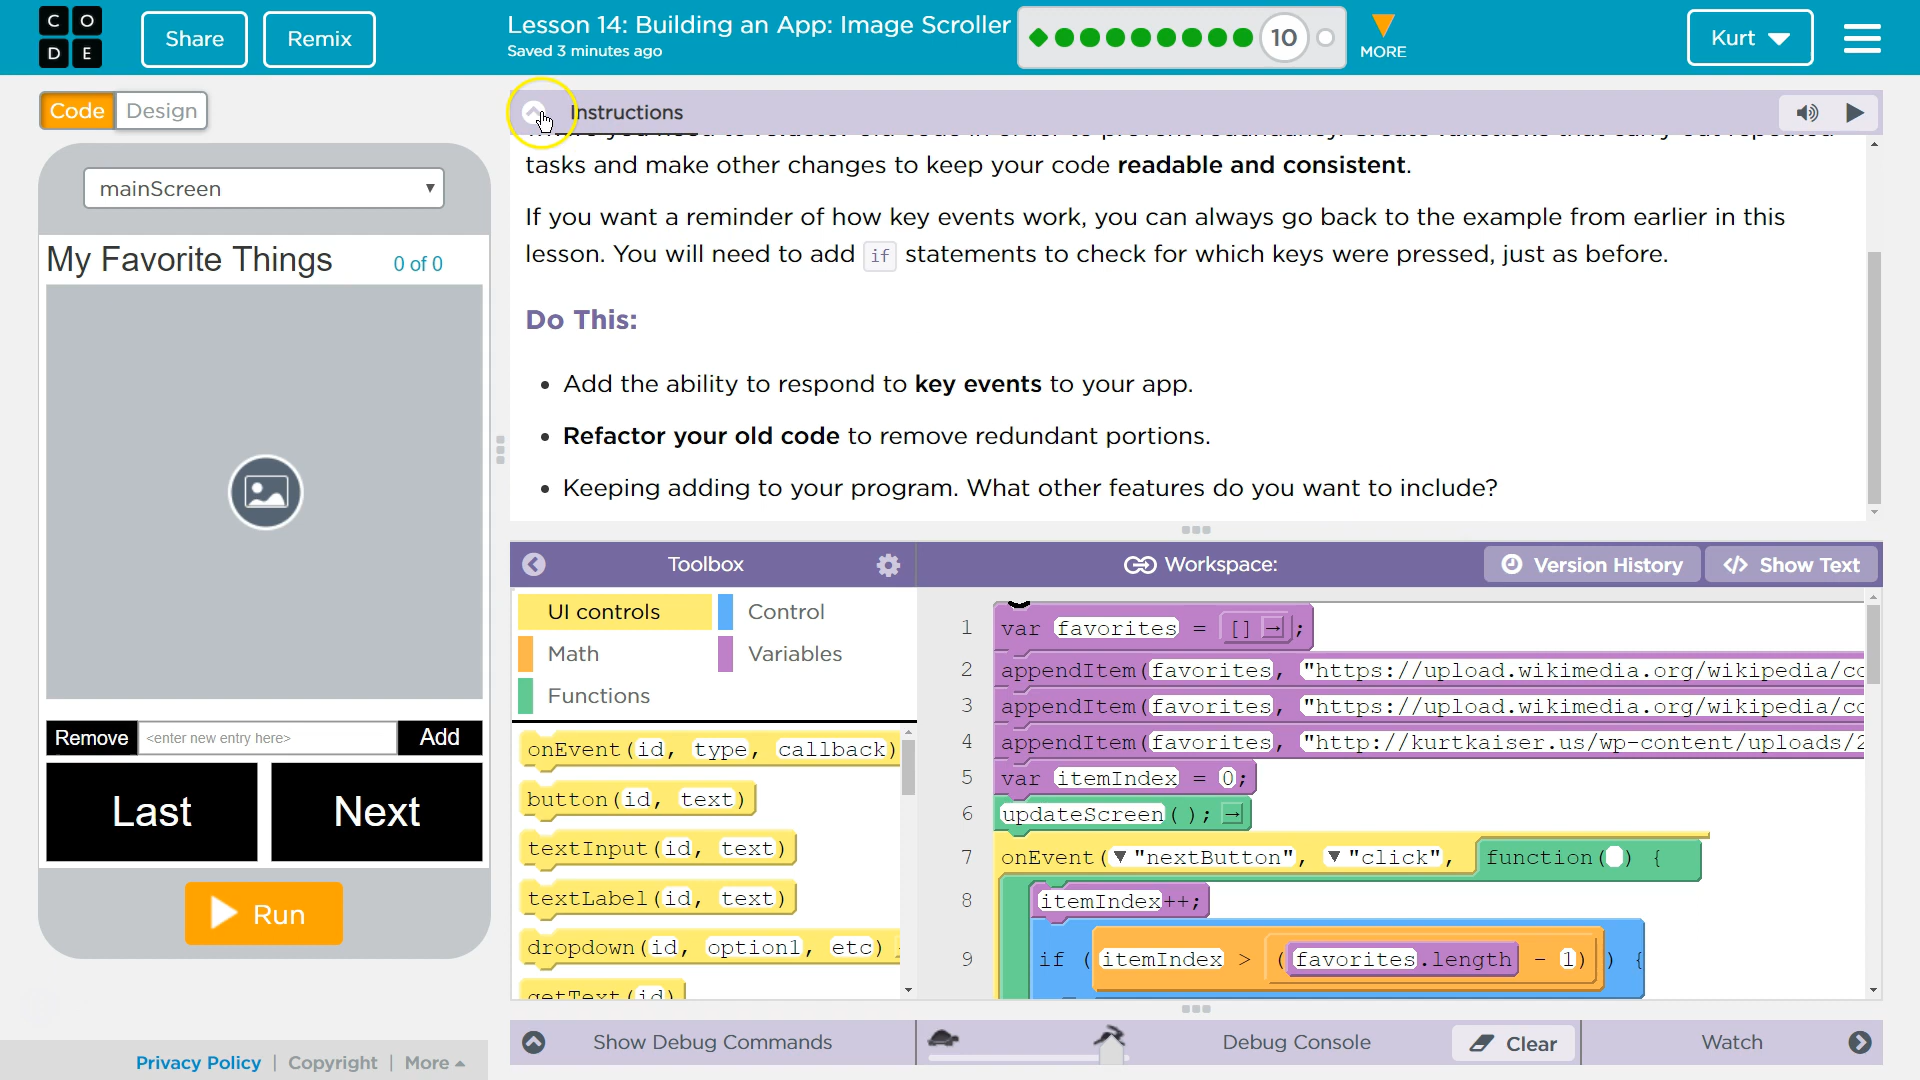 C O
D E
Share
Remix
Lesson 14: Building an App: Image Scroller
Saved 3 minutes ago
10
MORE
Kurt
Code
Design
Instructions
tasks and make other changes to keep your code readable and consistent.
If you want a reminder of how key events work, you can always go back to the example from earlier in this
lesson. You will need to add if statements to check for which keys were pressed, just as before.
Do This:
• Add the ability to respond to key events to your app.
• Refactor your old code to remove redundant portions.
• Keeping adding to your program. What other features do you want to include?
mainScreen
My Favorite Things
0 of 0
Remove
<enter new entry here>
Add
Last
Next
Run
Toolbox
Workspace:
Version History
</> Show Text
UI controls
Control
Math
Variables
Functions
onEvent(id, type, callback)
button(id, text)
textInput(id, text)
textLabel(id, text)
dropdown(id, option1, etc)
getText(id)
1 var favorites = [];
2 appendItem(favorites, "https://upload.wikimedia.org/wikipedia/co
3 appendItem(favorites, "https://upload.wikimedia.org/wikipedia/co
4 appendItem(favorites, "http://kurtkaiser.us/wp-content/uploads/2
5 var itemIndex = 0;
6 updateScreen();
7 onEvent("nextButton", "click", function() {
8 itemIndex++;
9 if (itemIndex > (favorites.length - 1)) {
Show Debug Commands
Debug Console
Clear
Watch
Privacy Policy | Copyright | More